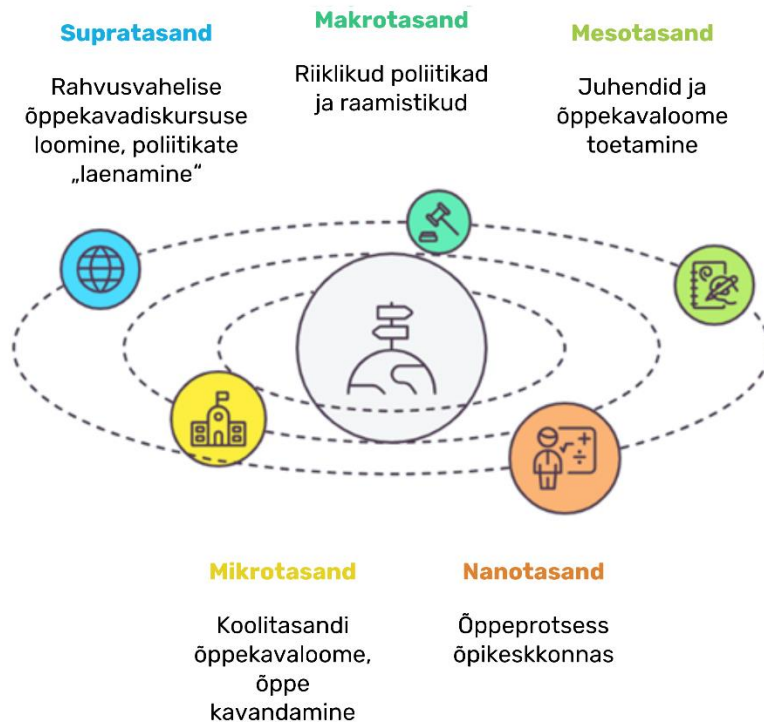 Supratasand
Rahvusvahelise
õppekavadiskursuse
loomine, poliitikate
„laenamine“
Makrotasand
Riiklikud poliitikad
ja raamistikud
Mesotasand
Juhendid ja
õppekavaloome
toetamine
Mikrotasand
Koolitasandi
õppekavaloome,
õppe
kavandamine
Nanotasand
Õppeprotsess
õpikeskkonnas